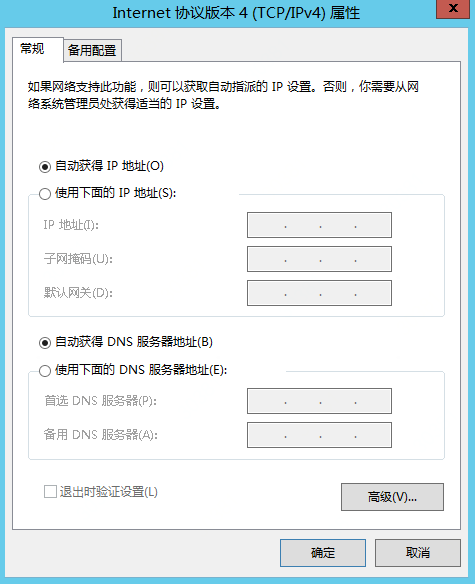 Internet 协议版本 4 (TCP/IPv4) 属性
常规
备用配置
如果网络支持此功能，则可以获取自动指派的 IP 设置。否则，你需要从网
络系统管理员处获得适当的 IP 设置。
自动获得 IP 地址(O)
使用下面的 IP 地址(S):
IP 地址(I):
子网掩码(U):
默认网关(D):
自动获得 DNS 服务器地址(B)
使用下面的 DNS 服务器地址(E):
首选 DNS 服务器(P):
备用 DNS 服务器(A):
退出时验证设置(L)
高级(V)...
确定
取消